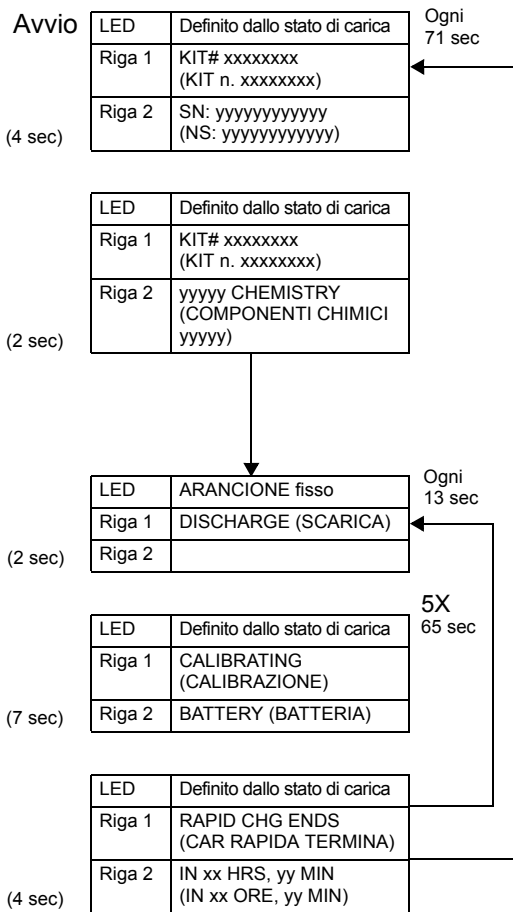 Avvio
LED Definito dallo stato di carica
Ogni
71 sec
Riga 1 KIT# xxxxxxxx
(KIT n. xxxxxxxx)
Riga 2 SN: yyyyyyyyyyyy
(NS: yyyyyyyyyyyy)
(4 sec)
LED Definito dallo stato di carica
Riga 1 KIT# xxxxxxxx
(KIT n. xxxxxxxx)
Riga 2 yyyyy CHEMISTRY
(COMPONENTI CHIMICI
yyyyy)
(2 sec)
LED ARANCIONE fisso
Ogni
13 sec
Riga 1 DISCHARGE (SCARICA)
Riga 2
(2 sec)
5X
65 sec
LED Definito dallo stato di carica
Riga 1 CALIBRATING
(CALIBRAZIONE)
Riga 2 BATTERY (BATTERIA)
(7 sec)
LED Definito dallo stato di carica
Riga 1 RAPID CHG ENDS
(CAR RAPIDA TERMINA)
Riga 2 IN xx HRS, yy MIN
(IN xx ORE, yy MIN)
(4 sec)